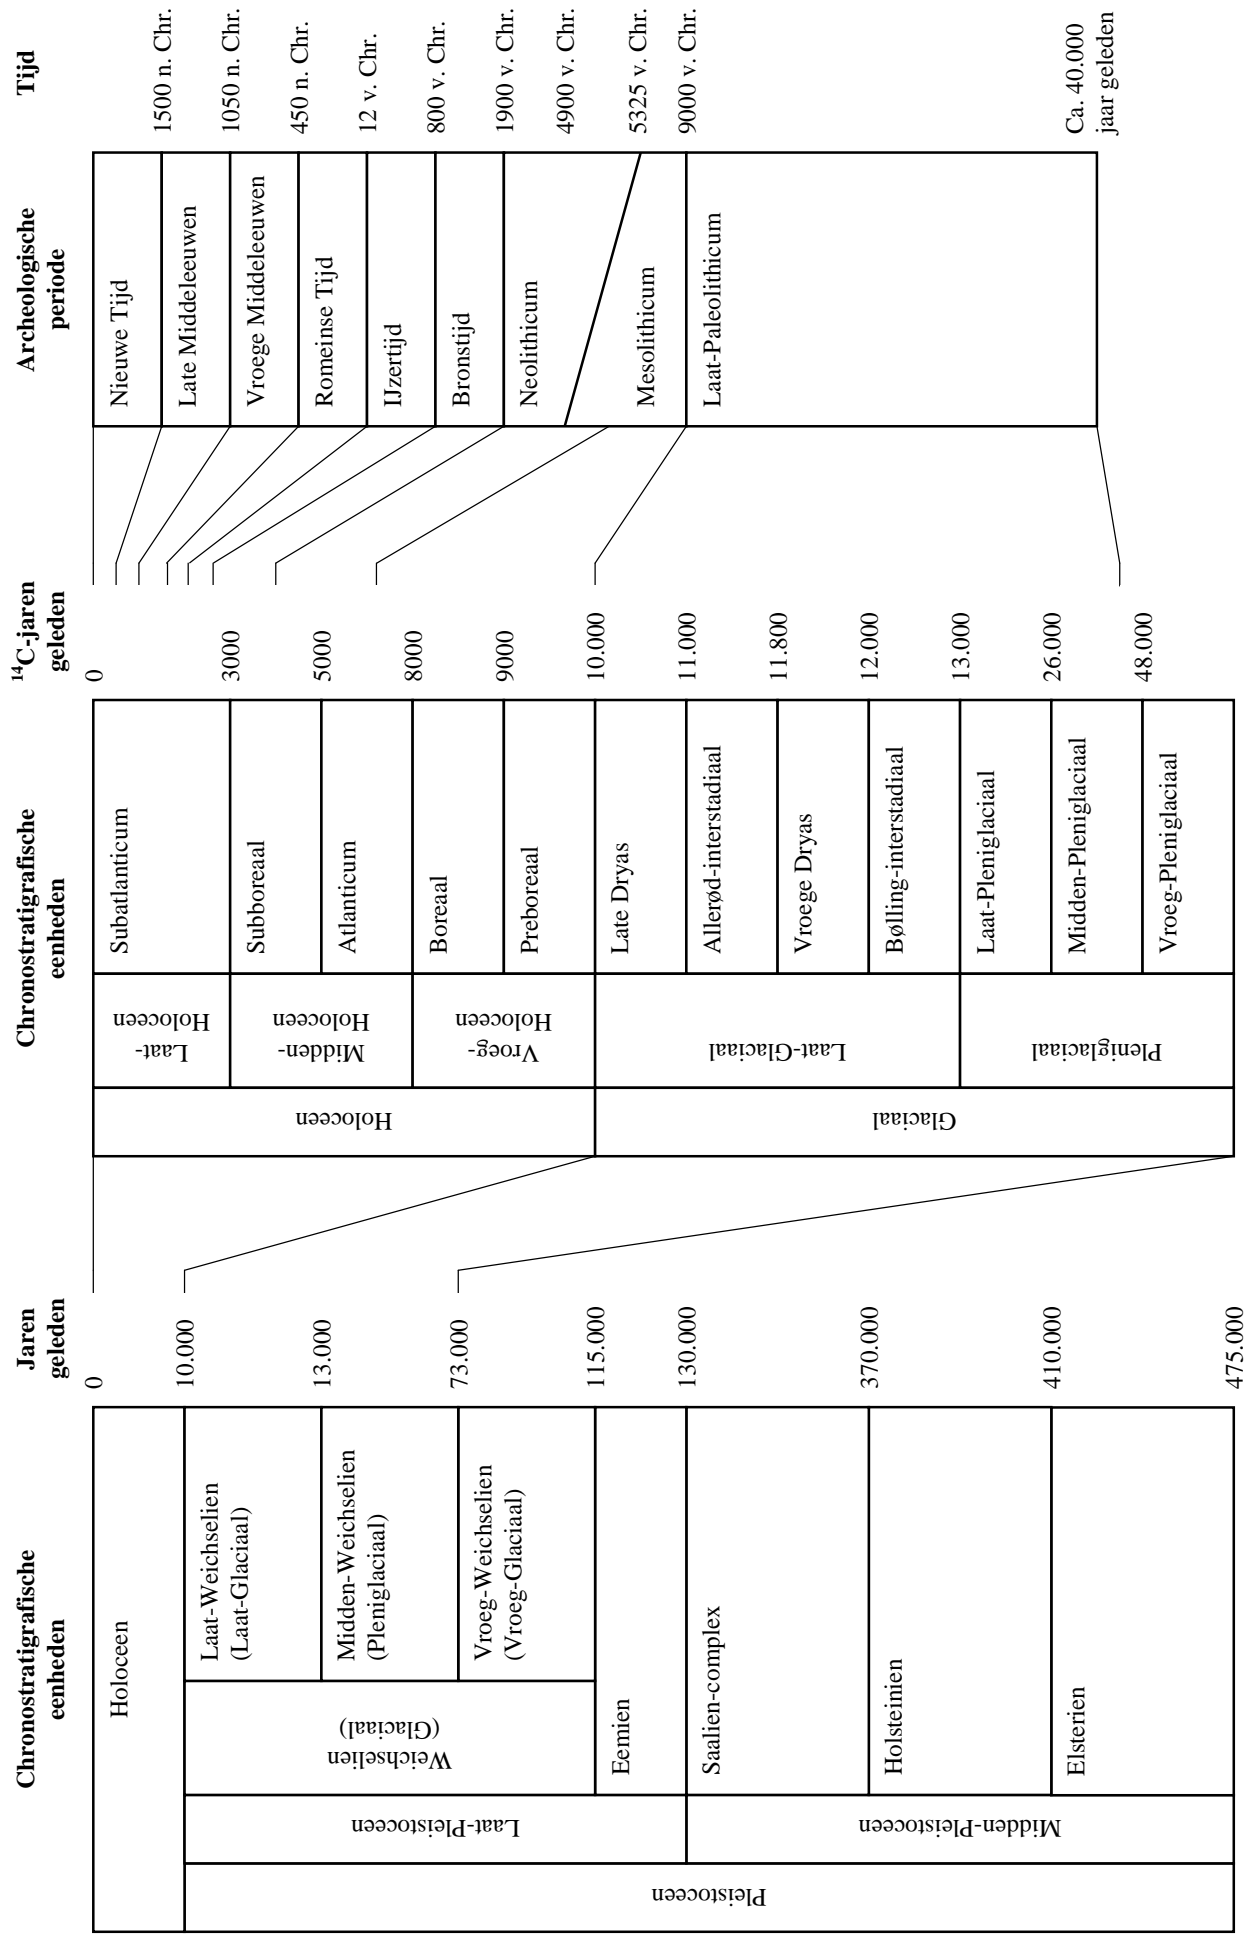 Chronostratigrafische
eenheden
Jaren
geleden
Chronostratigrafische
eenheden
14C-jaren
geleden
Archeologische
periode
Tijd
Pleistoceen
Laat-Pleistoceen
Midden-Pleistoceen
Weichselien
(Glaciaal)
Holoceen
Laat-Weichselien
(Laat-Glaciaal)
Midden-Weichselien
(Pleniglaciaal)
Vroeg-Weichselien
(Vroeg-Glaciaal)
Eemien
Saalien-complex
Holsteinien
Elsterien
0
10.000
13.000
73.000
115.000
130.000
370.000
410.000
475.000
Holoceen
Glaciaal
Laat-
Holoceen
Midden-
Holoceen
Vroeg-
Holoceen
Laat-Glaciaal
Pleniglaciaal
Subatlanticum
Subboreaal
Atlanticum
Boreaal
Preboreaal
Late Dryas
Allerød-interstadiaal
Vroege Dryas
Bølling-interstadiaal
Laat-Pleniglaciaal
Midden-Pleniglaciaal
Vroeg-Pleniglaciaal
0
3000
5000
8000
9000
10.000
11.000
11.800
12.000
13.000
26.000
48.000
Nieuwe Tijd
Late Middeleeuwen
Vroege Middeleeuwen
Romeinse Tijd
IJzertijd
Bronstijd
Neolithicum
Mesolithicum
Laat-Paleolithicum
1500 n. Chr.
1050 n. Chr.
450 n. Chr.
12 v. Chr.
800 v. Chr.
1900 v. Chr.
4900 v. Chr.
5325 v. Chr.
9000 v. Chr.
Ca. 40.000
jaar geleden